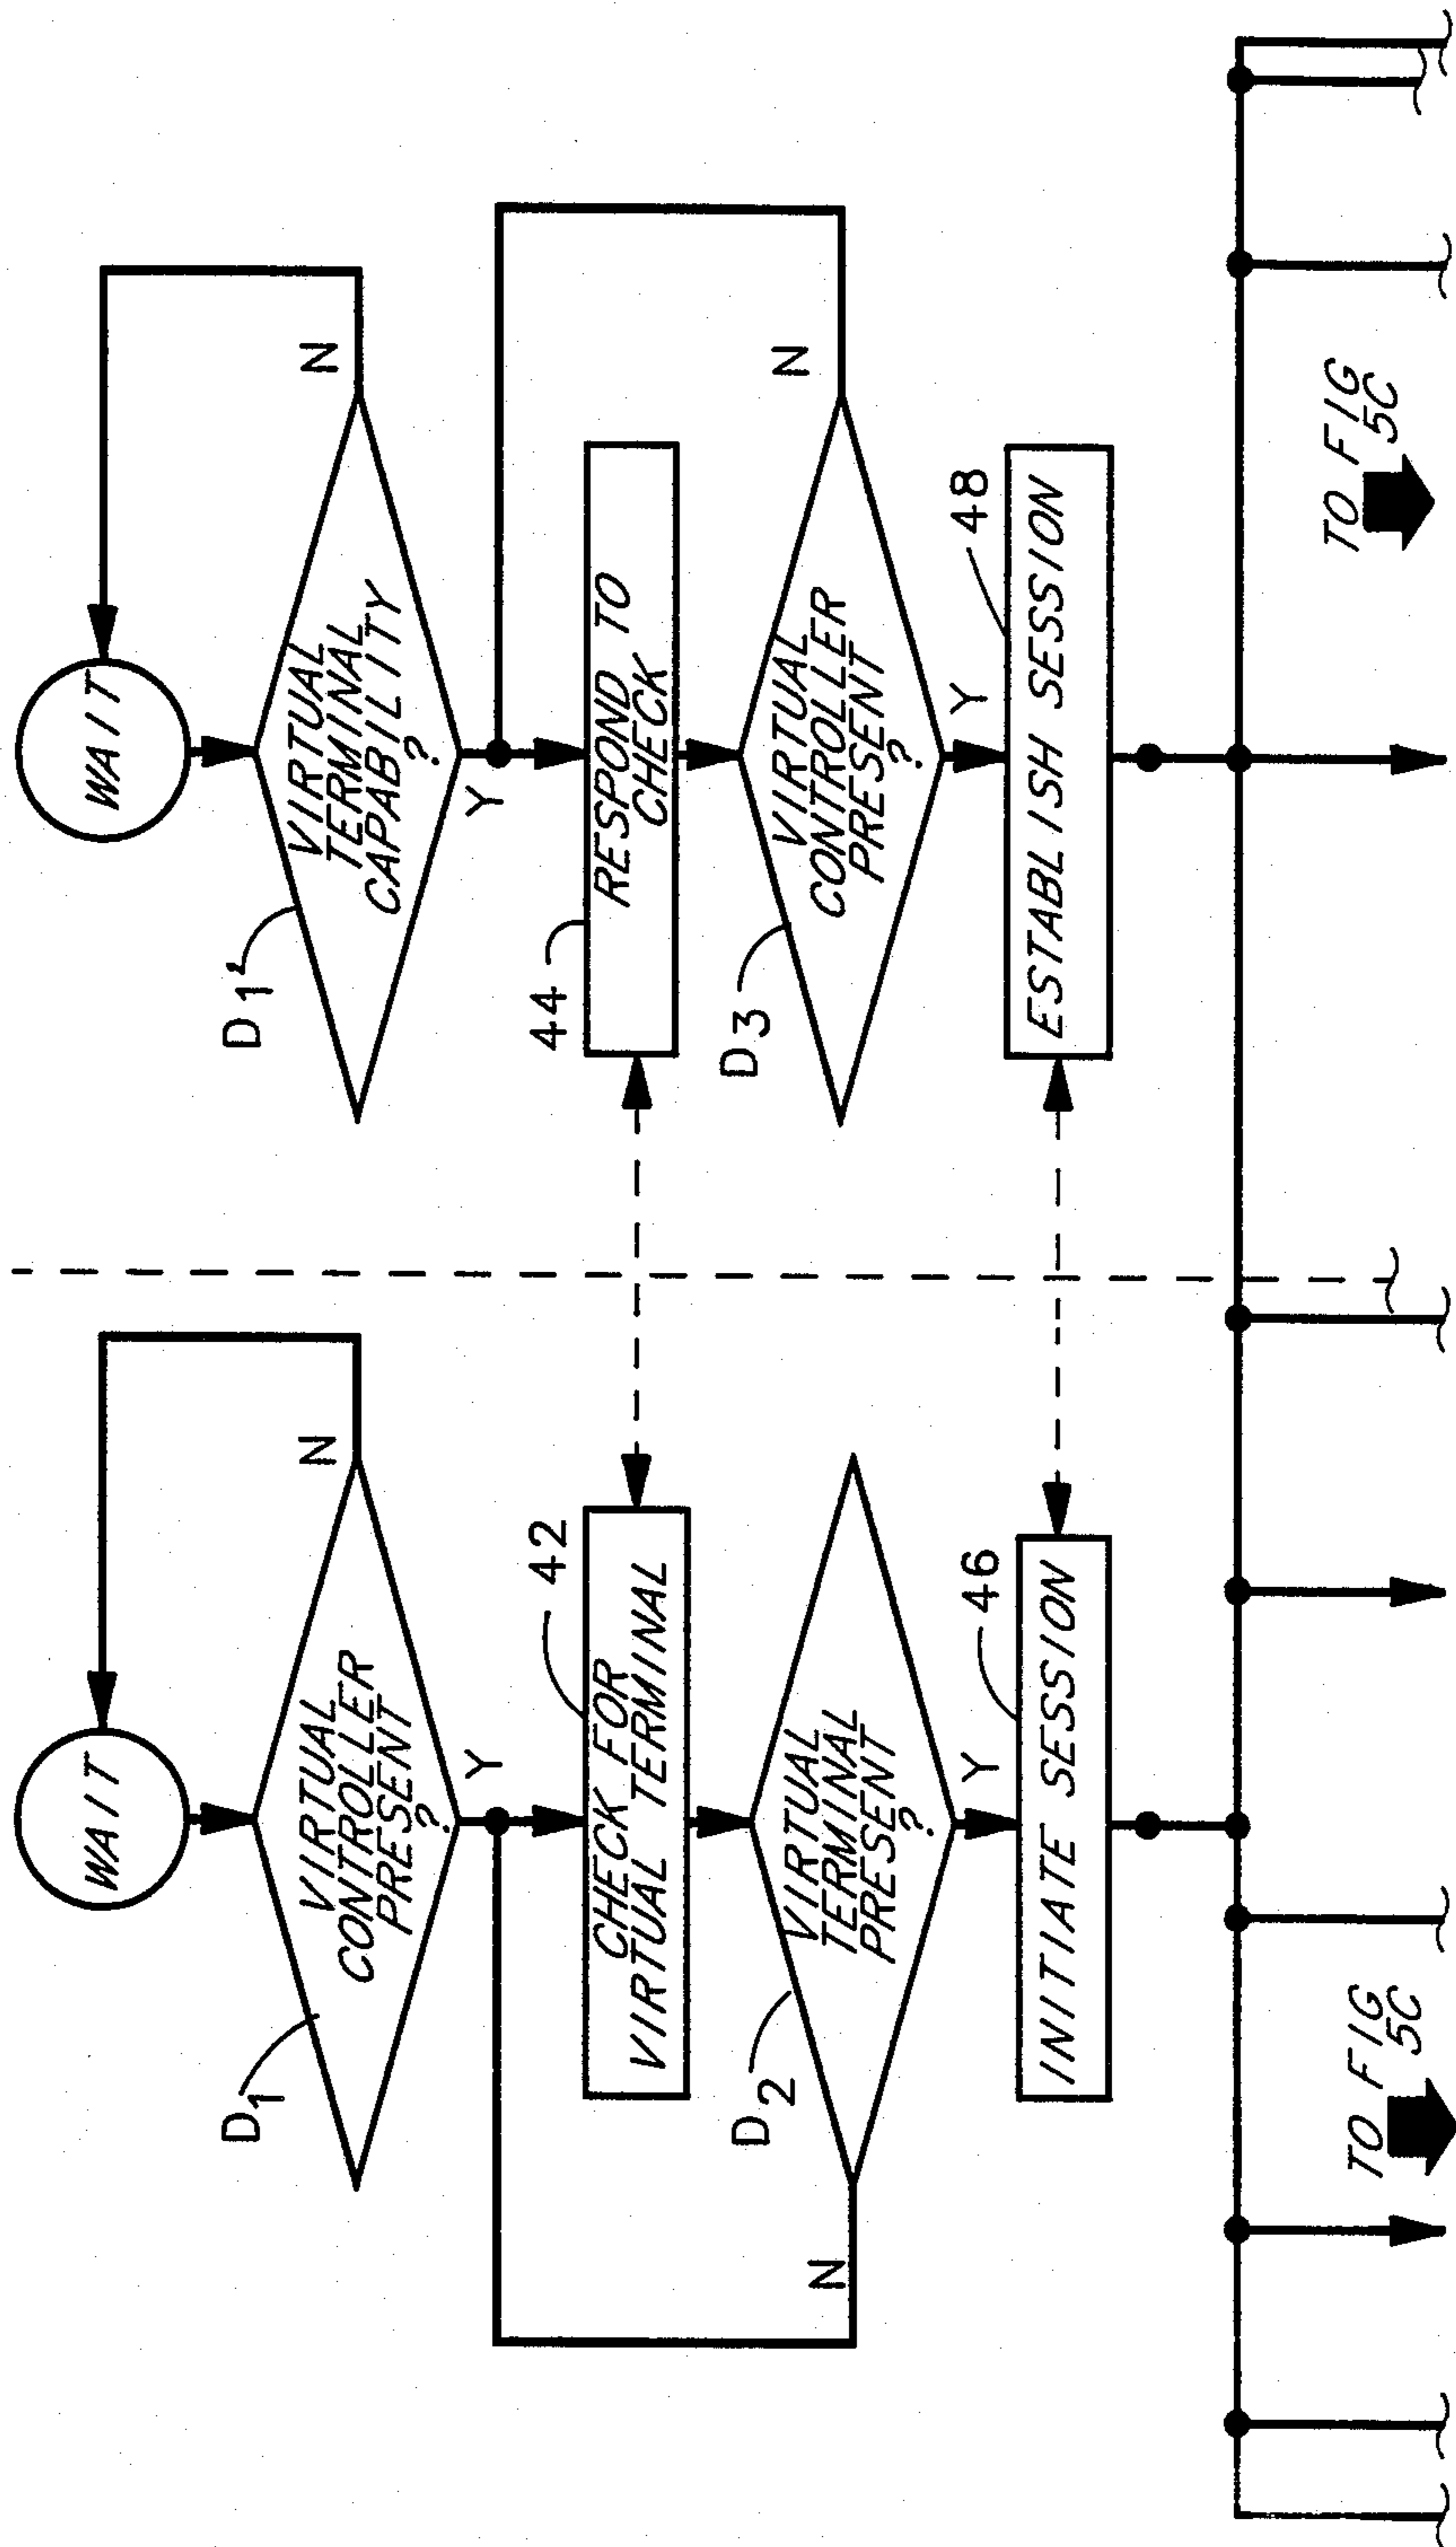 WAIT
D1
VIRTUAL
CONTROLLER
PRESENT
?
N
Y
42
CHECK FOR
VIRTUAL TERMINAL
D2
VIRTUAL
TERMINAL
PRESENT
?
N
Y
46
INITIATE SESSION
TO FIG
5C
WAIT
D1'
VIRTUAL
TERMINAL
CAPABILITY
?
N
Y
44
RESPOND TO
CHECK
D3
VIRTUAL
CONTROLLER
PRESENT
?
N
Y
48
ESTABLISH SESSION
TO FIG
5C